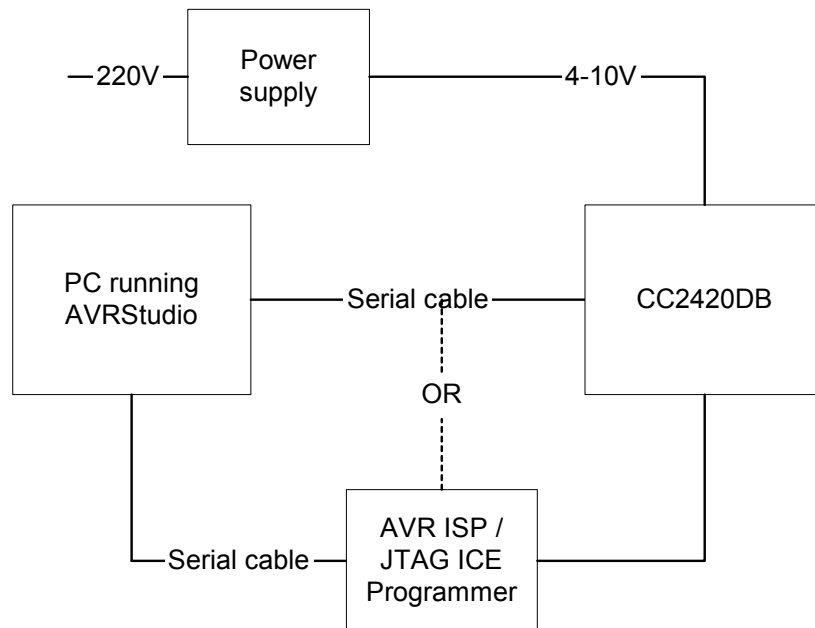 220V
Power
supply
4-10V
PC running
AVRStudio
Serial cable
CC2420DB
OR
Serial cable
AVR ISP /
JTAG ICE
Programmer